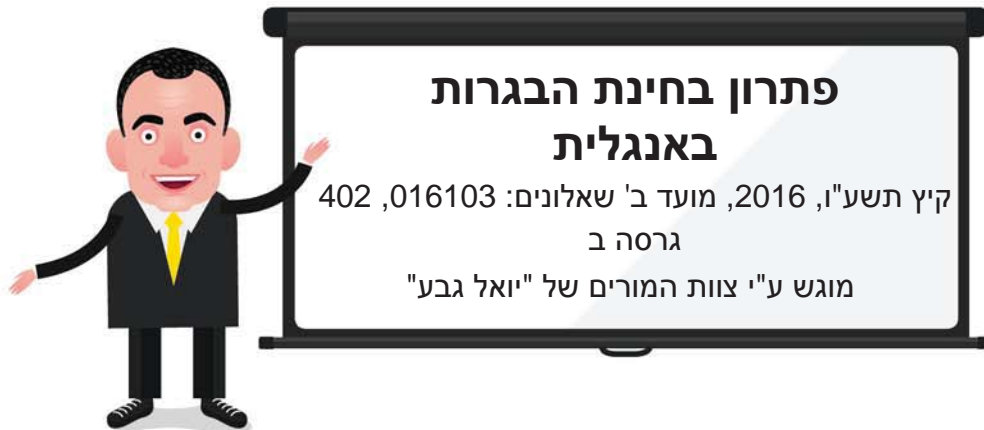 פתרון בחינת הבגרות
באנגלית
קיץ תשע"ו, 2016, מועד ב' שאלונים: 016103, 402
גרסה ב
מוגש ע"י צוות המורים של "יואל גבע"